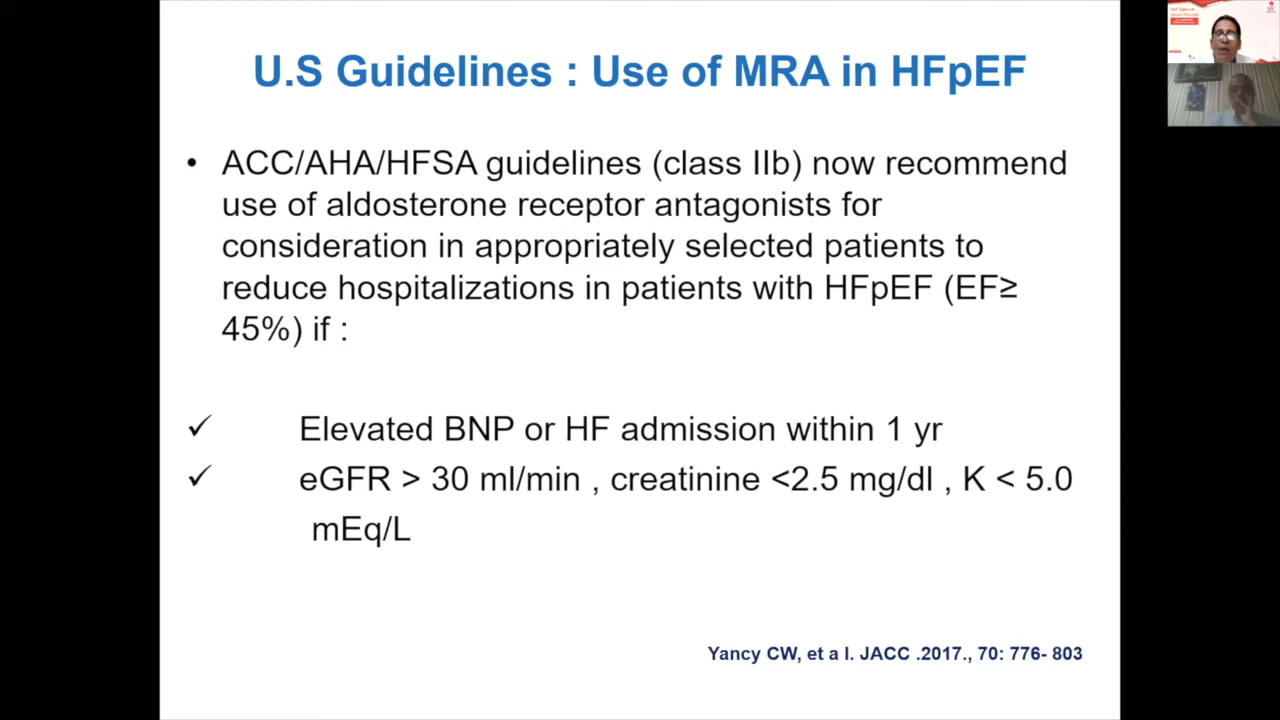 U.S Guidelines : Use of MRA in HFpEF
• ACC/AHA/HFSA guidelines (class IIb) now recommend
use of aldosterone receptor antagonists for
consideration in appropriately selected patients to
reduce hospitalizations in patients with HFpEF (EF≥
45%) if :
✓ Elevated BNP or HF admission within 1 yr
✓ eGFR > 30 ml/min , creatinine <2.5 mg/dl , K < 5.0
mEq/L
Yancy CW, et a l. JACC .2017., 70: 776- 803